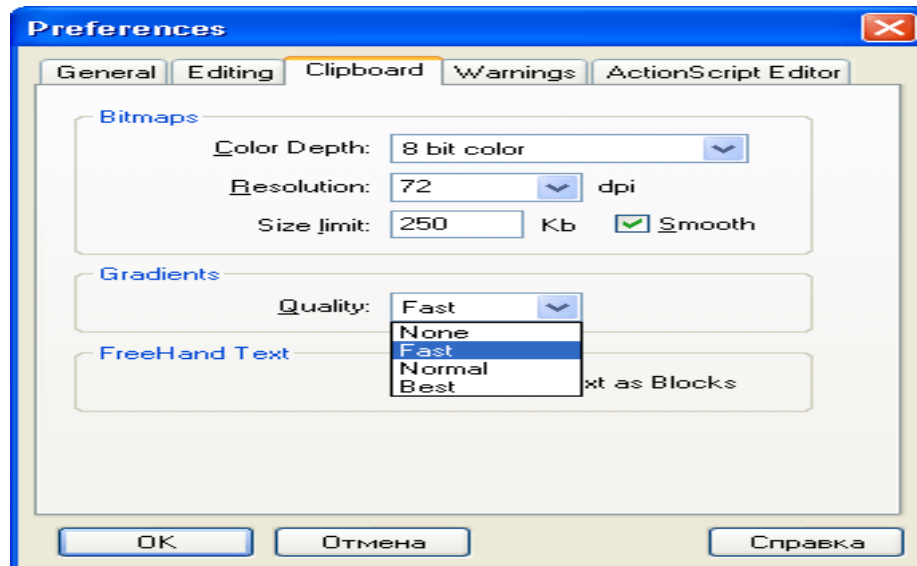 Preferences
General Editing Clipboard Warnings ActionScript Editor
Bitmaps
Color Depth: 8 bit color
Resolution: 72 dpi
Size limit: 250 Kb Smooth
Gradients
Quality: Fast
None
FreeHand Text Fast
Normal
Best xt as Blocks
OK Отмена Справка